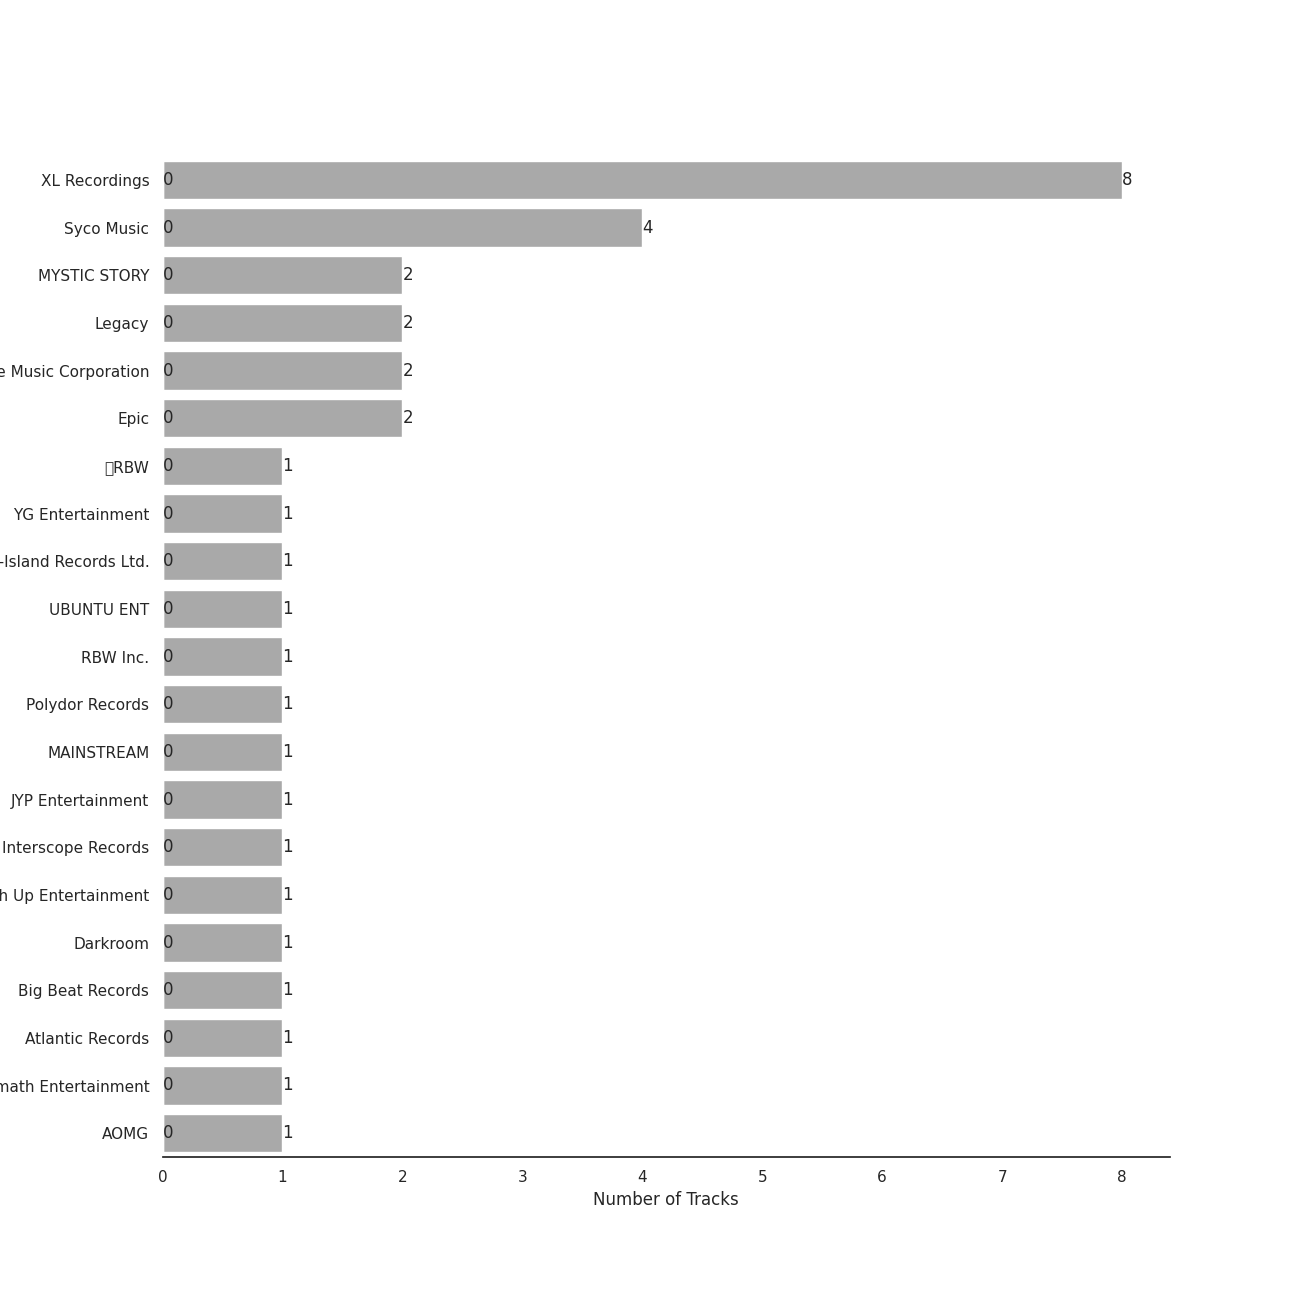 XL Recordings 0 8
Syco Music 0 4
MYSTIC STORY 0 2
Legacy 0 2
Music Corporation 0 2
Epic 0 2
RBW 0 1
YG Entertainment 0 1
-Island Records Ltd. 0 1
UBUNTU ENT 0 1
RBW Inc. 0 1
Polydor Records 0 1
MAINSTREAM 0 1
JYP Entertainment 0 1
Interscope Records 0 1
Up Entertainment 0 1
Darkroom 0 1
Big Beat Records 0 1
Atlantic Records 0 1
Entertainment 0 1
AOMG 0 1
0 1 2 3 4 5 6 7 8
Number of Tracks